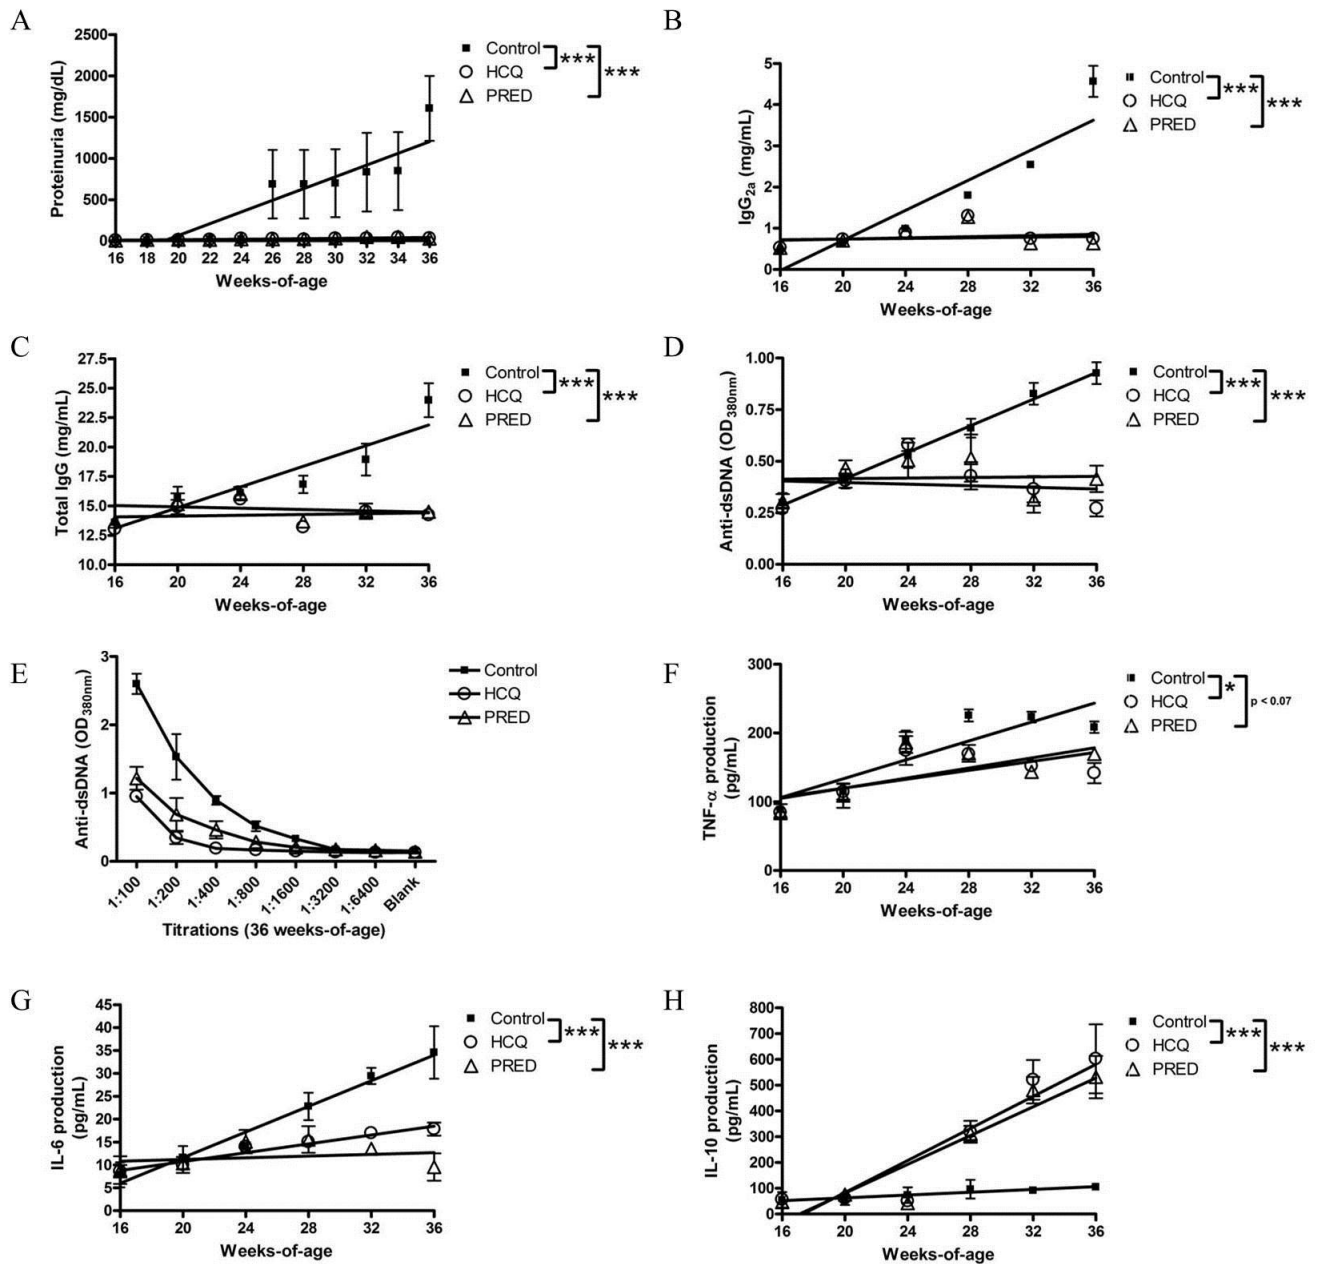 A
Proteinuria (mg/dL)
2500
2000
1500
1000
500
0
16 18 20 22 24 26 28 30 32 34 36
Weeks-of-age
Control
HCQ
PRED
***
***
B
IgG2a (mg/mL)
5
4
3
2
1
0
16 20 24 28 32 36
Weeks-of-age
Control
HCQ
PRED
***
***
C
Total IgG (mg/mL)
27.5
25.0
22.5
20.0
17.5
15.0
12.5
10.0
16 20 24 28 32 36
Weeks-of-age
Control
HCQ
PRED
***
***
D
Anti-dsDNA (OD380nm)
1.00
0.75
0.50
0.25
0.00
16 20 24 28 32 36
Weeks-of-age
Control
HCQ
PRED
***
***
E
Anti-dsDNA (OD380nm)
3
2
1
0
1:100 1:200 1:400 1:800 1:1600 1:3200 1:6400 Blank
Titrations (36 weeks-of-age)
Control
HCQ
PRED
F
TNF-α production
(pg/mL)
300
200
100
0
16 20 24 28 32 36
Weeks-of-age
Control
HCQ
PRED
*
p < 0.07
G
IL-6 production
(pg/mL)
45
40
35
30
25
20
15
10
5
0
16 20 24 28 32 36
Weeks-of-age
Control
HCQ
PRED
***
***
H
IL-10 production
(pg/mL)
800
700
600
500
400
300
200
100
0
16 20 24 28 32 36
Weeks-of-age
Control
HCQ
PRED
***
***